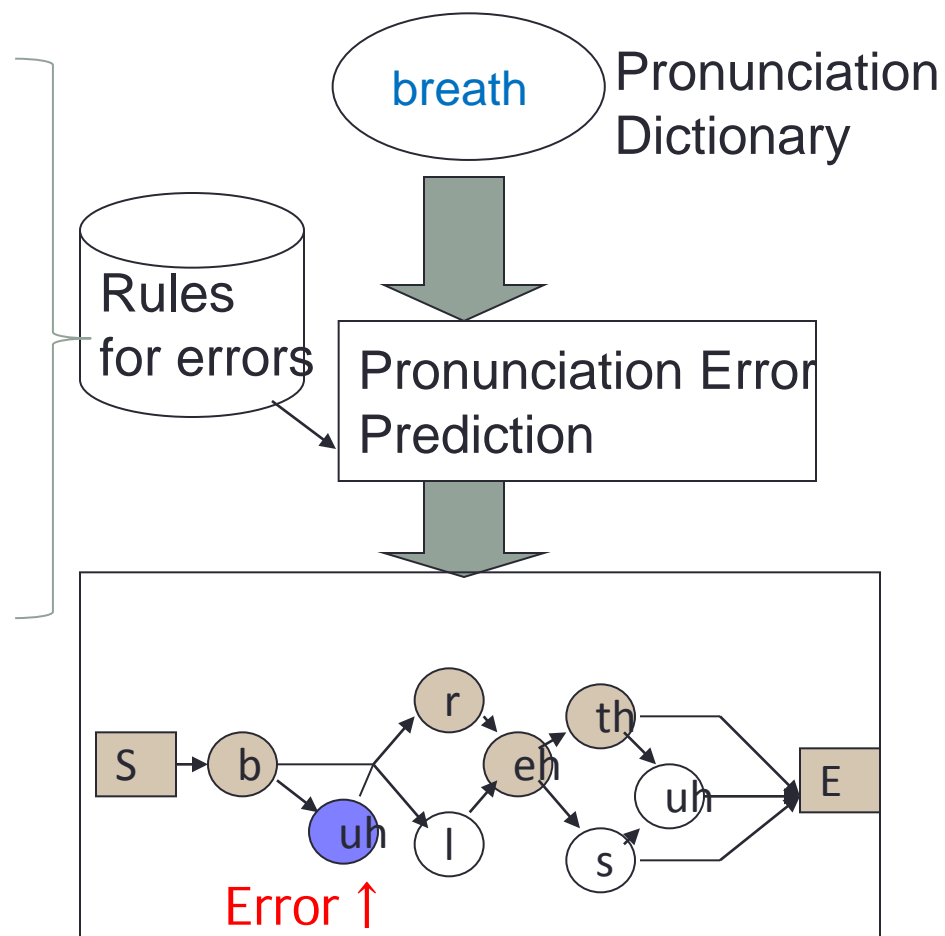 breath
Pronunciation
Dictionary
Rules
for errors
Pronunciation Error
Prediction
S
b
uh
r
l
eh
th
uh
s
E
Error ↑